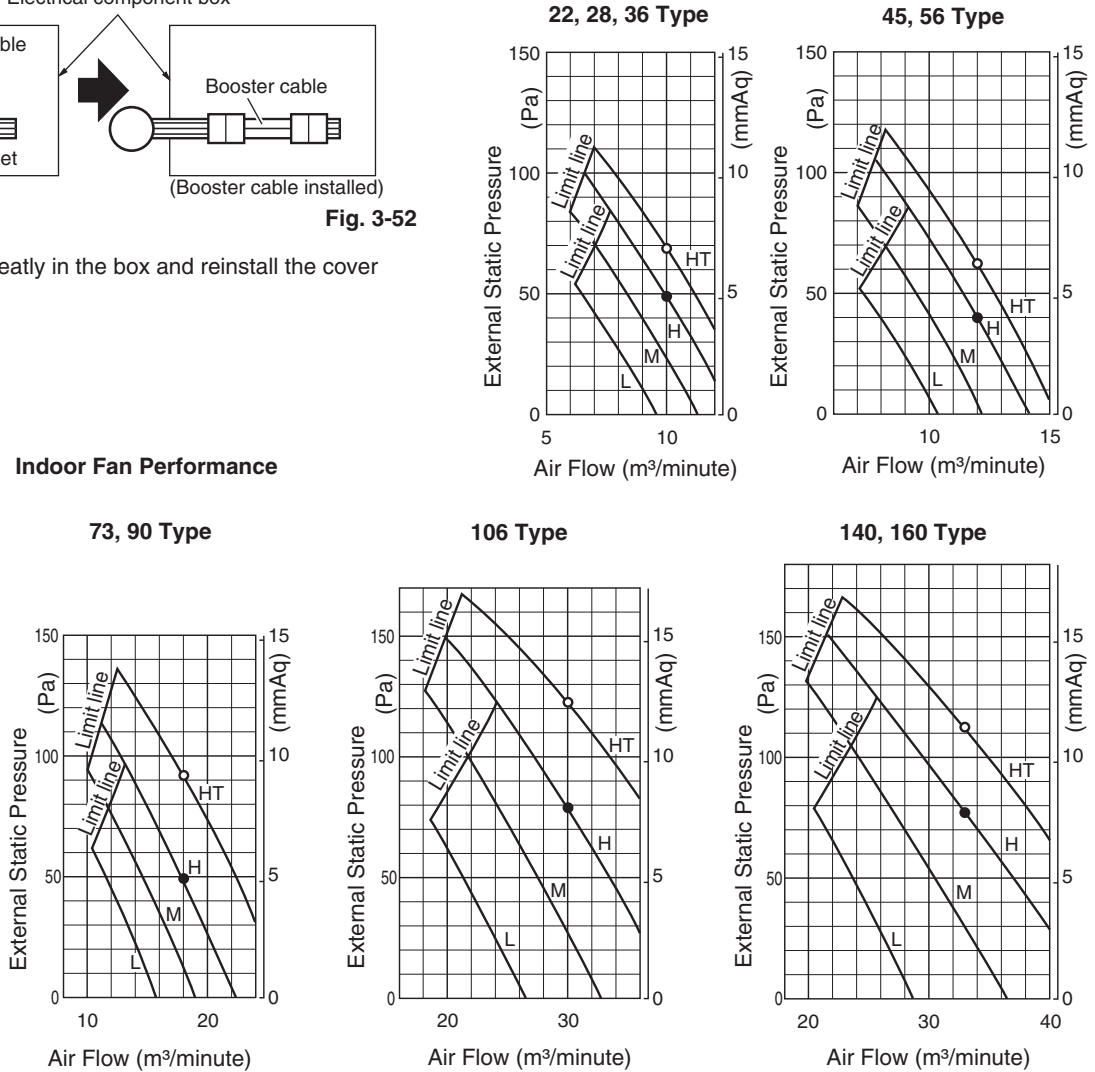 Electrical component box
ble
Booster cable
et
(Booster cable installed)
Fig. 3-52
eatly in the box and reinstall the cover
22, 28, 36 Type
150
100
50
0
(Pa)
External Static Pressure
15
10
5
0
(mmAq)
Limit line
Limit line
HT
H
M
L
5
10
Air Flow (m³/minute)
45, 56 Type
150
100
50
0
(Pa)
External Static Pressure
15
10
5
0
(mmAq)
Limit line
Limit line
HT
H
M
L
10
15
Air Flow (m³/minute)
Indoor Fan Performance
73, 90 Type
150
100
50
0
(Pa)
External Static Pressure
15
10
5
0
(mmAq)
Limit line
Limit line
HT
H
M
L
10
20
Air Flow (m³/minute)
106 Type
150
100
50
0
(Pa)
External Static Pressure
15
10
5
0
(mmAq)
Limit line
Limit line
HT
H
M
L
20
30
Air Flow (m³/minute)
140, 160 Type
150
100
50
0
(Pa)
External Static Pressure
15
10
5
0
(mmAq)
Limit line
Limit line
HT
H
M
L
20
30
40
Air Flow (m³/minute)